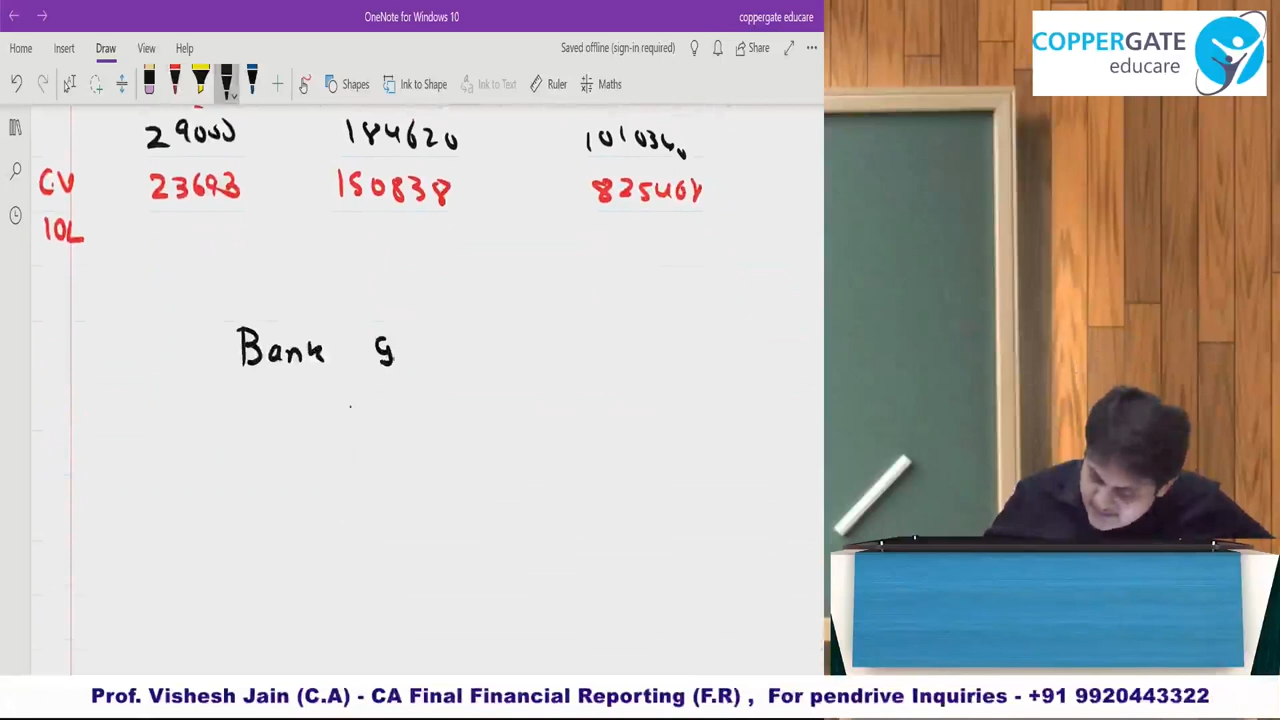 OneNote for Windows 10
coppergate educare
Home Insert Draw View Help
Saved offline (sign-in required)
Share
Shapes
Ink to Shape
Ink to Text
Ruler
Maths
COPPERGATE
educare
29000 184620 1010340
CV 23693 150838
10L
Bank g
Prof. Vishesh Jain (C.A) - CA Final Financial Reporting (F.R) , For pendrive Inquiries - +91 9920443322